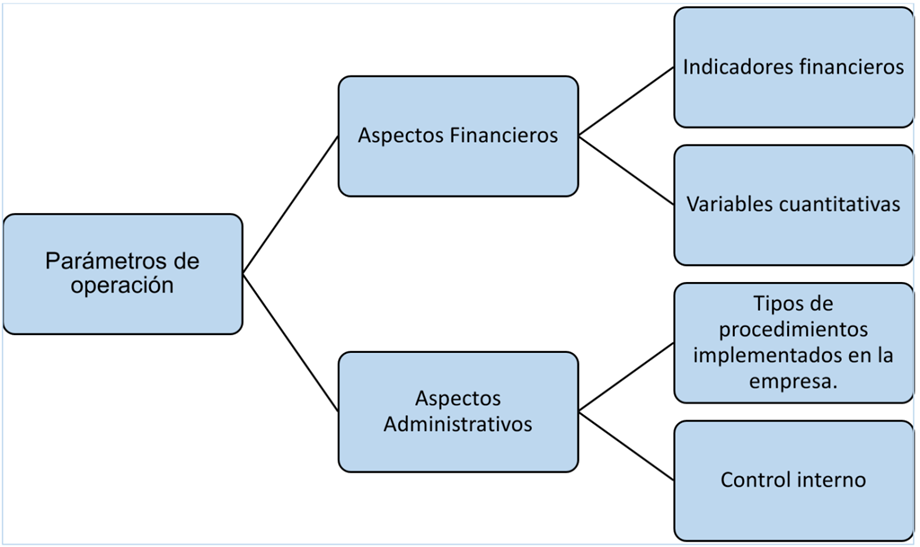 Parámetros de
operación
Aspectos Financieros
Indicadores financieros
Variables cuantitativas
Aspectos
Administrativos
Tipos de
procedimientos
implementados en la
empresa.
Control interno